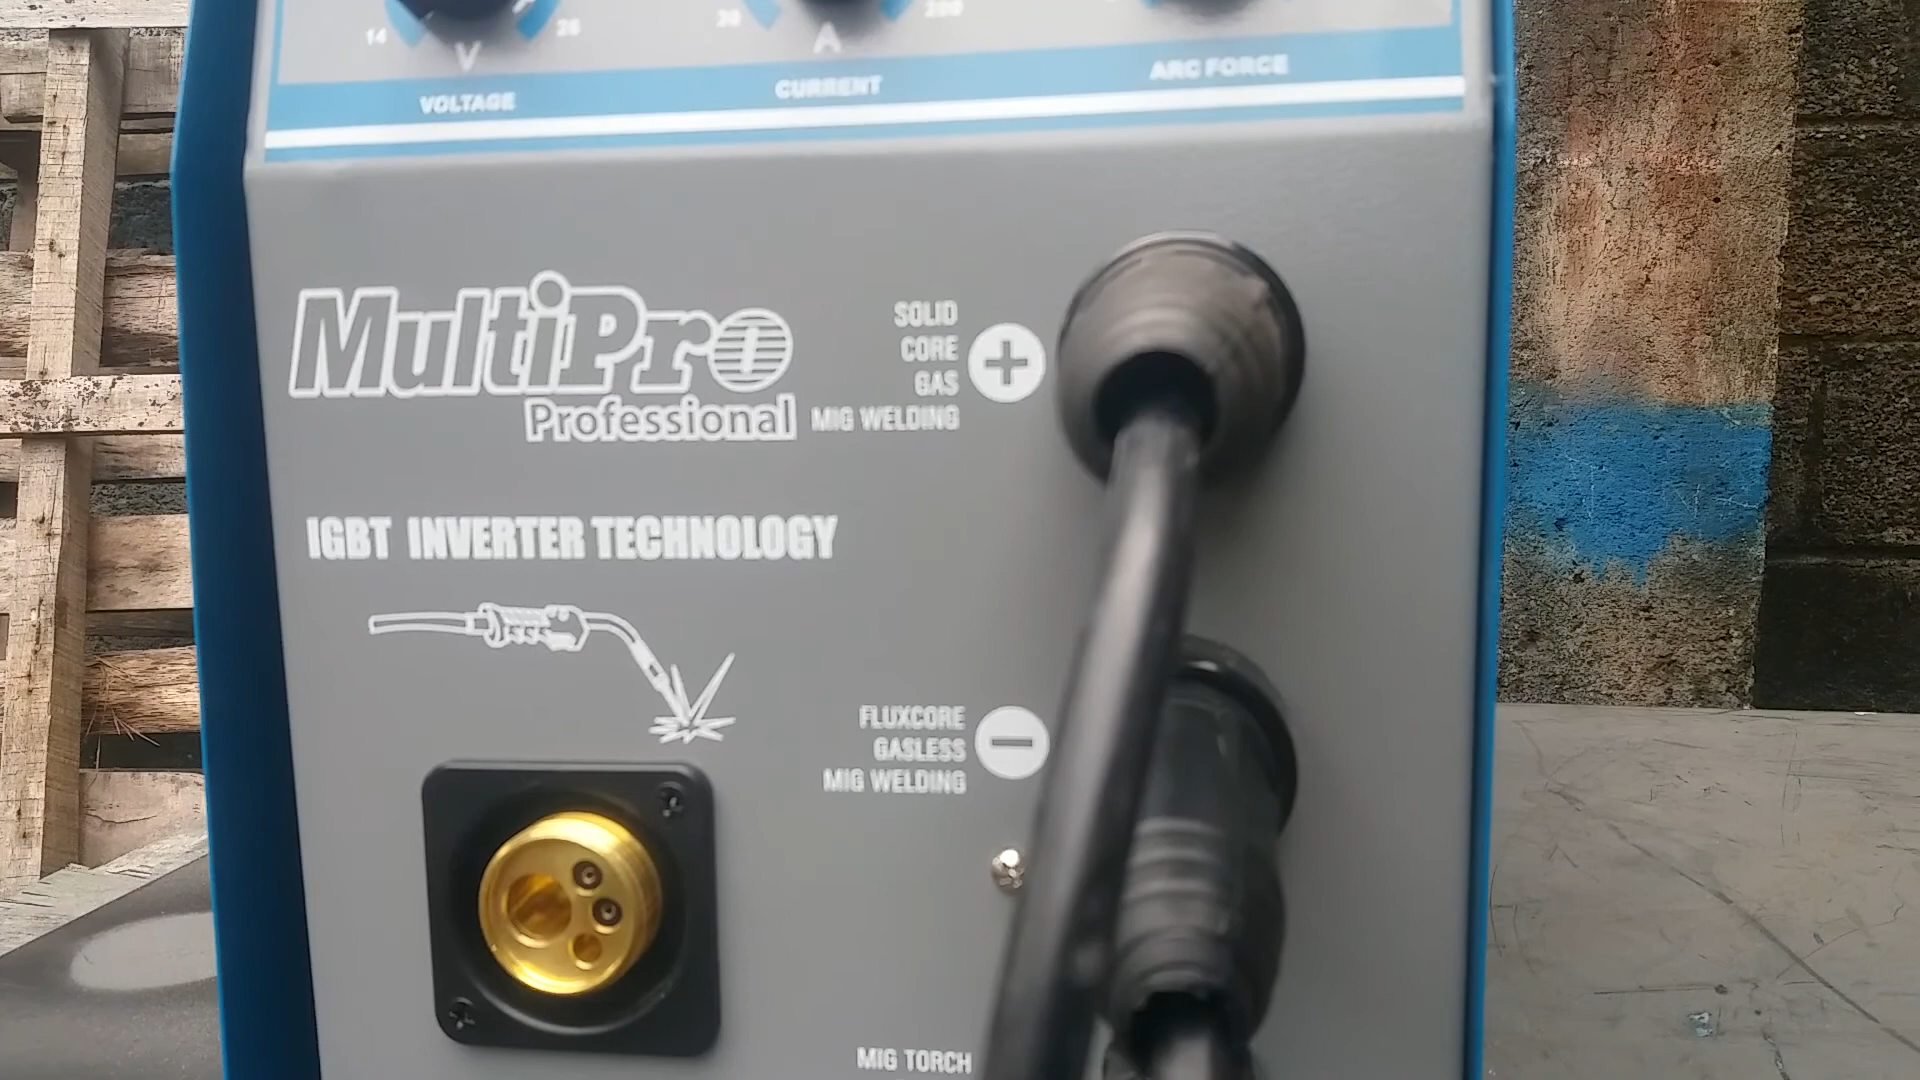 14
V
26
30
A
200
VOLTAGE
CURRENT
ARC FORCE
MultiPro
Professional
SOLID
CORE
GAS
MIG WELDING
+
IGBT INVERTER TECHNOLOGY
FLUXCORE
GASLESS
MIG WELDING
−
MIG TORCH